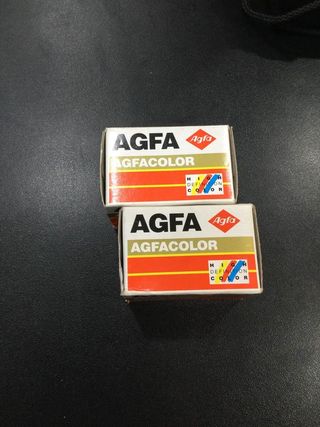 AGFA Agfa
AGFACOLOR
HIGH
DEFINITION
COLOR
AGFA Agfa
AGFACOLOR
HIGH
DEFINITION
COLOR